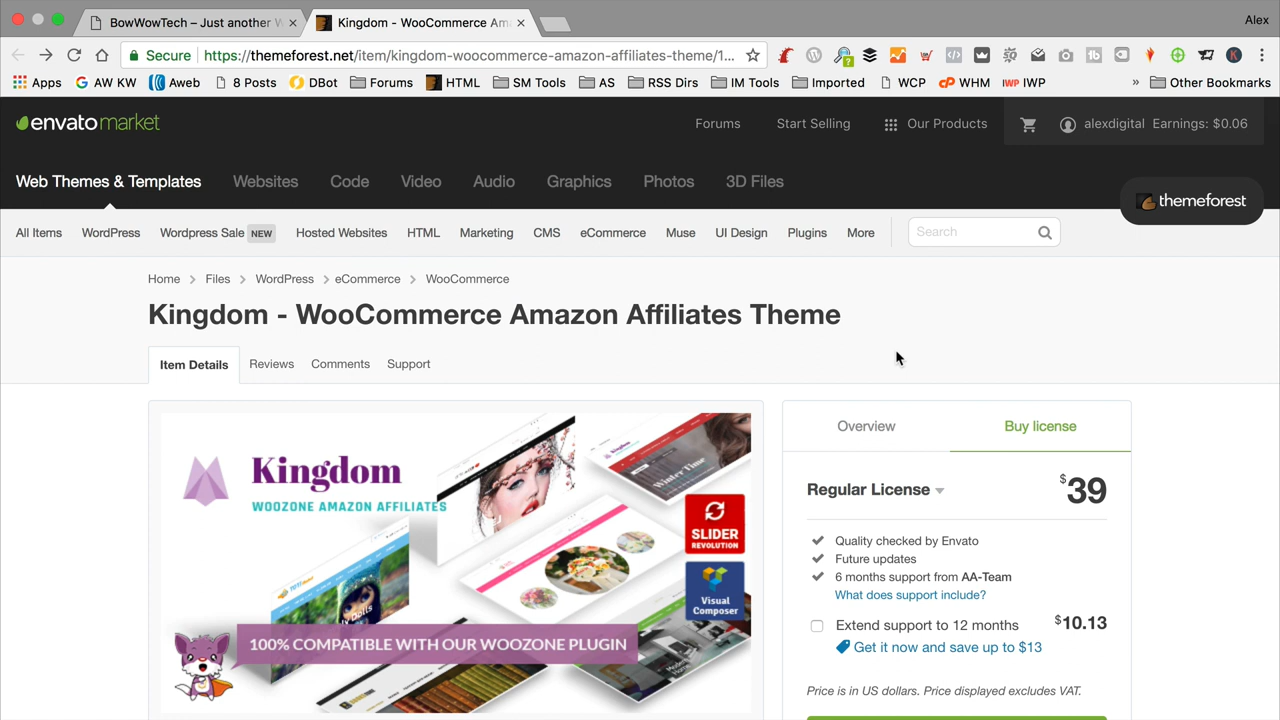 BowWowTech – Just another W
Kingdom - WooCommerce Am
Alex
Secure
https://themeforest.net/item/kingdom-woocommerce-amazon-affiliates-theme/1...
Apps
AW KW
Aweb
8 Posts
DBot
Forums
HTML
SM Tools
AS
RSS Dirs
IM Tools
Imported
WCP
WHM
IWP
»
Other Bookmarks
envatomarket
Forums
Start Selling
Our Products
alexdigital
Earnings: $0.06
Web Themes & Templates
Websites
Code
Video
Audio
Graphics
Photos
3D Files
themeforest
All Items
WordPress
Wordpress Sale NEW
Hosted Websites
HTML
Marketing
CMS
eCommerce
Muse
UI Design
Plugins
More
Search
Home > Files > WordPress > eCommerce > WooCommerce
Kingdom - WooCommerce Amazon Affiliates Theme
Item Details
Reviews
Comments
Support
Kingdom
WOOZONE AMAZON AFFILIATES
Winter Time
SLIDER
REVOLUTION
Visual
Composer
100% COMPATIBLE WITH OUR WOOZONE PLUGIN
Overview
Buy license
Regular License
$39
Quality checked by Envato
Future updates
6 months support from AA-Team
What does support include?
Extend support to 12 months
$10.13
Get it now and save up to $13
Price is in US dollars. Price displayed excludes VAT.